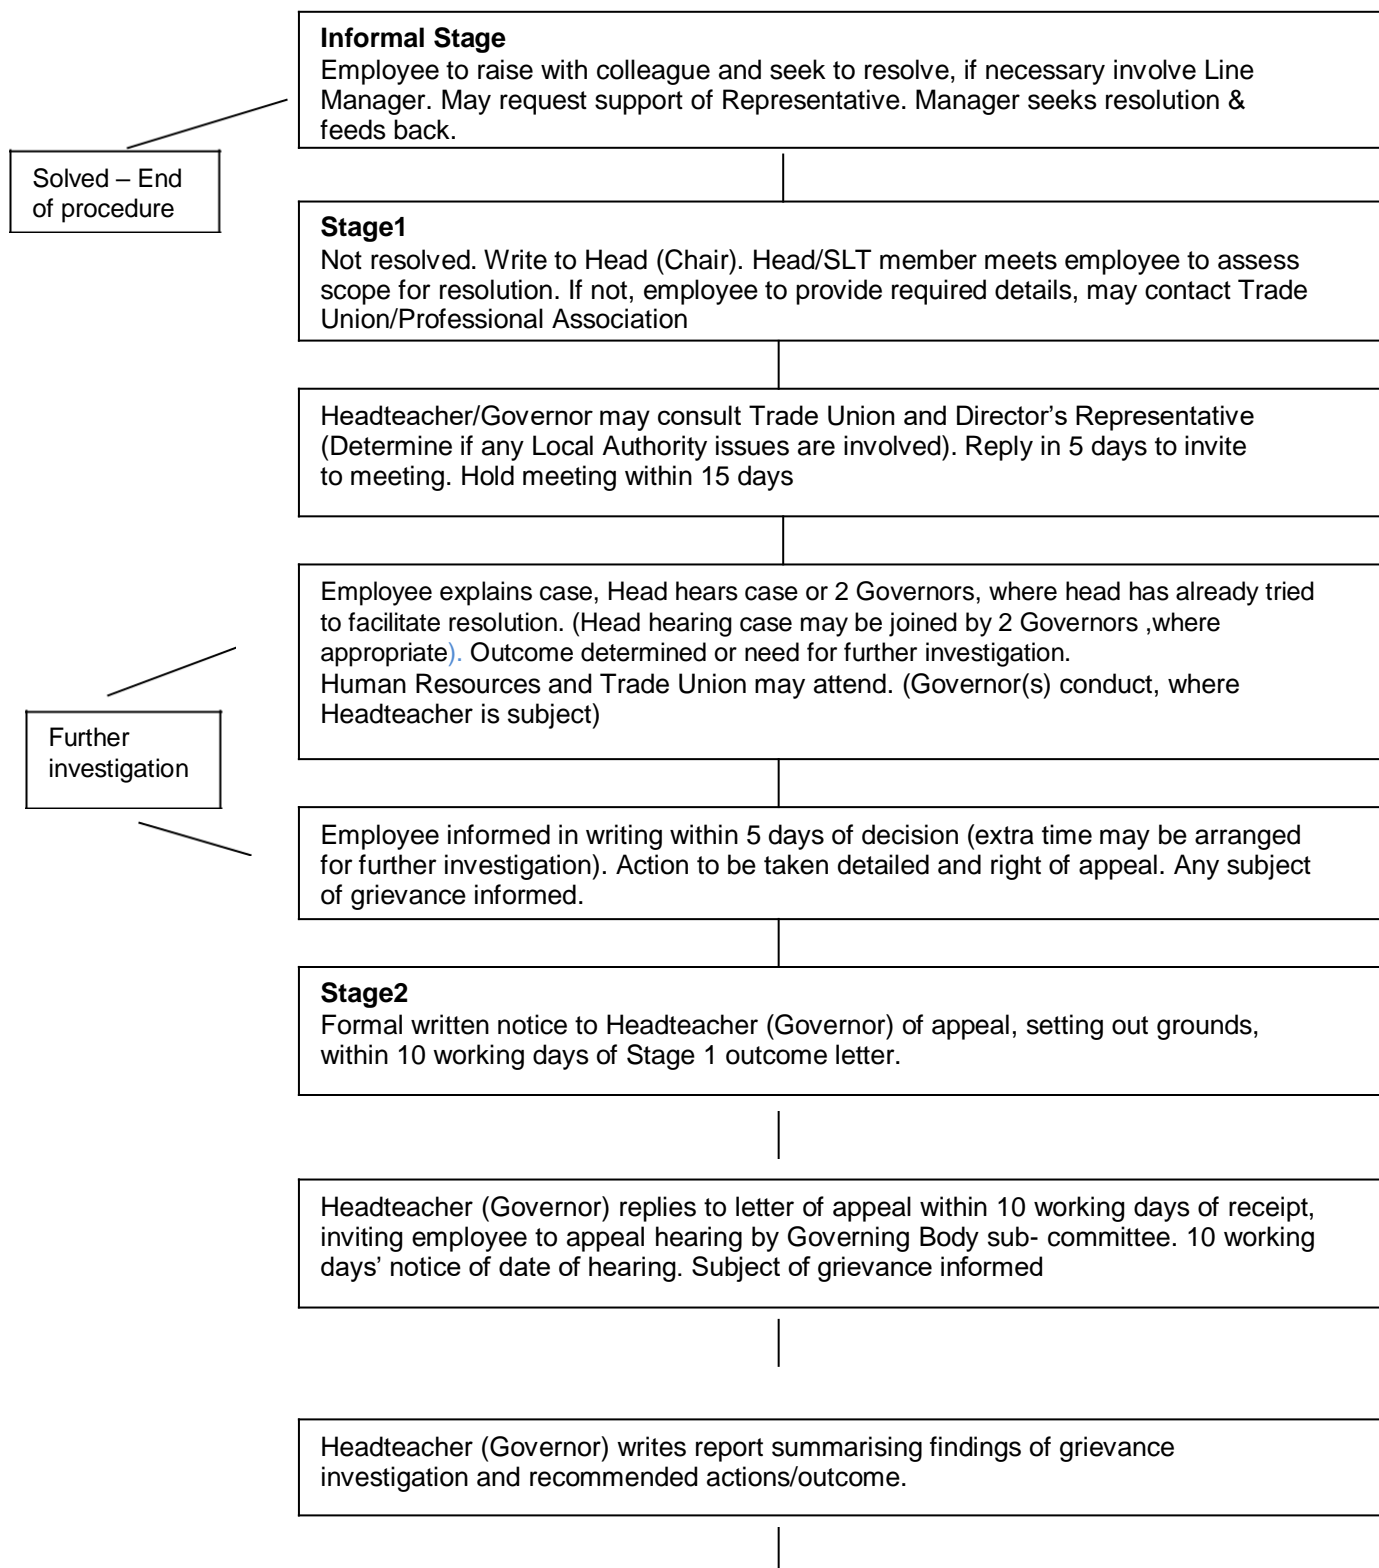 Informal Stage
Employee to raise with colleague and seek to resolve, if necessary involve Line
Manager. May request support of Representative. Manager seeks resolution &
feeds back.
Solved – End
of procedure
Stage1
Not resolved. Write to Head (Chair). Head/SLT member meets employee to assess
scope for resolution. If not, employee to provide required details, may contact Trade
Union/Professional Association
Headteacher/Governor may consult Trade Union and Director’s Representative
(Determine if any Local Authority issues are involved). Reply in 5 days to invite
to meeting. Hold meeting within 15 days
Employee explains case, Head hears case or 2 Governors, where head has already tried
to facilitate resolution. (Head hearing case may be joined by 2 Governors ,where
appropriate). Outcome determined or need for further investigation.
Human Resources and Trade Union may attend. (Governor(s) conduct, where
Headteacher is subject)
Further
investigation
Employee informed in writing within 5 days of decision (extra time may be arranged
for further investigation). Action to be taken detailed and right of appeal. Any subject
of grievance informed.
Stage2
Formal written notice to Headteacher (Governor) of appeal, setting out grounds,
within 10 working days of Stage 1 outcome letter.
Headteacher (Governor) replies to letter of appeal within 10 working days of receipt,
inviting employee to appeal hearing by Governing Body sub- committee. 10 working
days’ notice of date of hearing. Subject of grievance informed
Headteacher (Governor) writes report summarising findings of grievance
investigation and recommended actions/outcome.